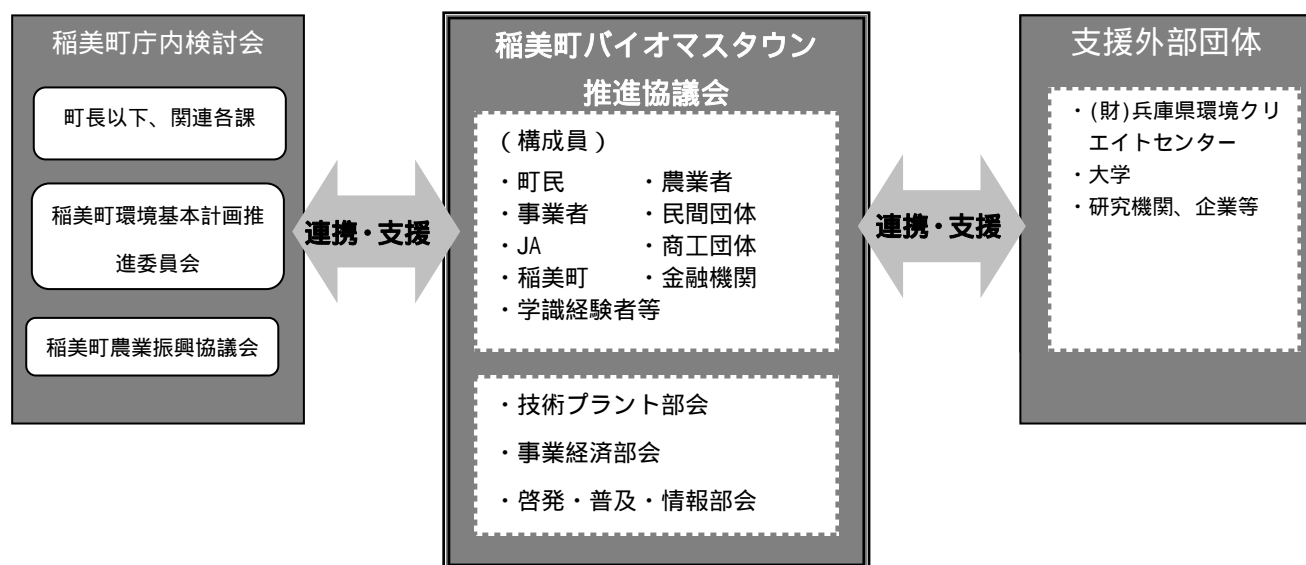 稲美町庁内検討会
町長以下、関連各課
稲美町環境基本計画推
進委員会
稲美町農業振興協議会
連携・支援
稲美町バイオマスタウン
推進協議会
（構成員）
・町民 ・農業者
・事業者 ・民間団体
・JA ・商工団体
・稲美町 ・金融機関
・学識経験者等
・技術プラント部会
・事業経済部会
・啓発・普及・情報部会
連携・支援
支援外部団体
・(財)兵庫県環境クリ
エイトセンター
・大学
・研究機関、企業等